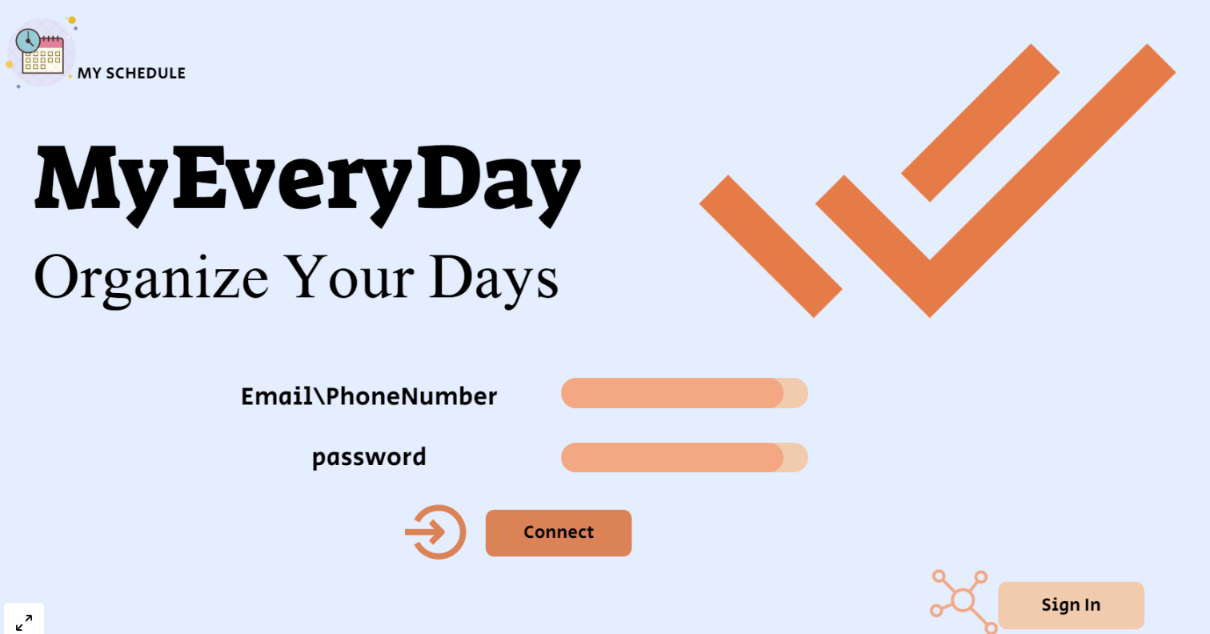 MY SCHEDULE
MyEveryDay
Organize Your Days
Email\PhoneNumber
password
Connect
Sign In